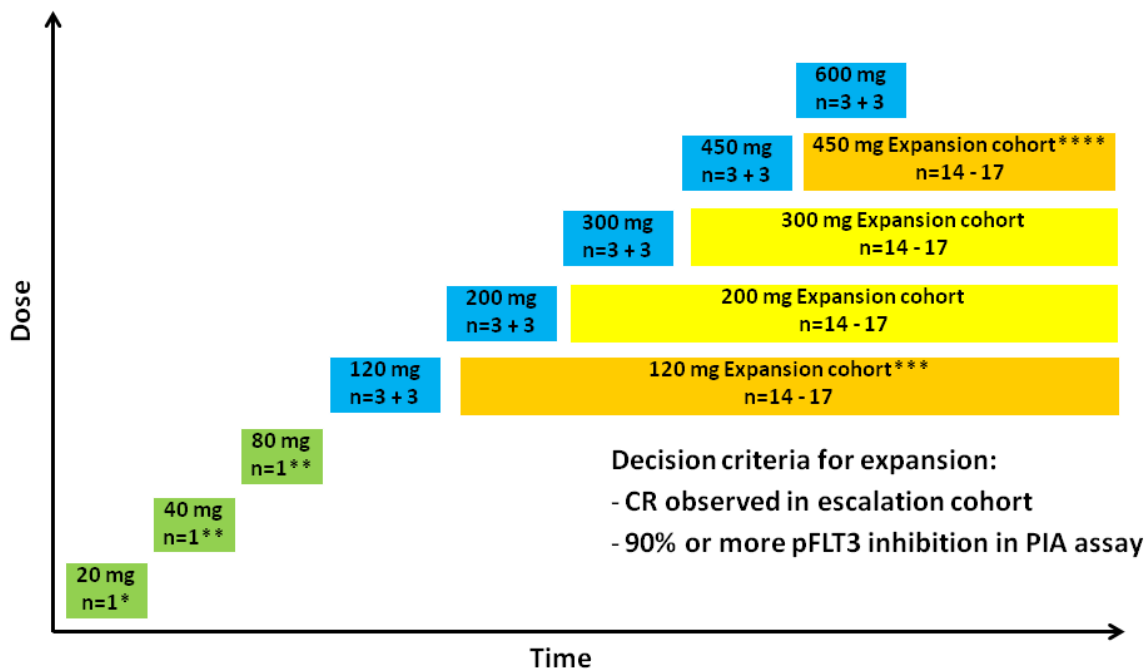 600 mg
n=3 + 3
450 mg
n=3 + 3
450 mg Expansion cohort****
n=14 - 17
300 mg
n=3 + 3
300 mg Expansion cohort
n=14 - 17
200 mg
n=3 + 3
200 mg Expansion cohort
n=14 - 17
120 mg
n=3 + 3
120 mg Expansion cohort***
n=14 - 17
80 mg
n=1**
40 mg
n=1**
20 mg
n=1*
Decision criteria for expansion:
- CR observed in escalation cohort
- 90% or more pFLT3 inhibition in PIA assay
Dose
Time